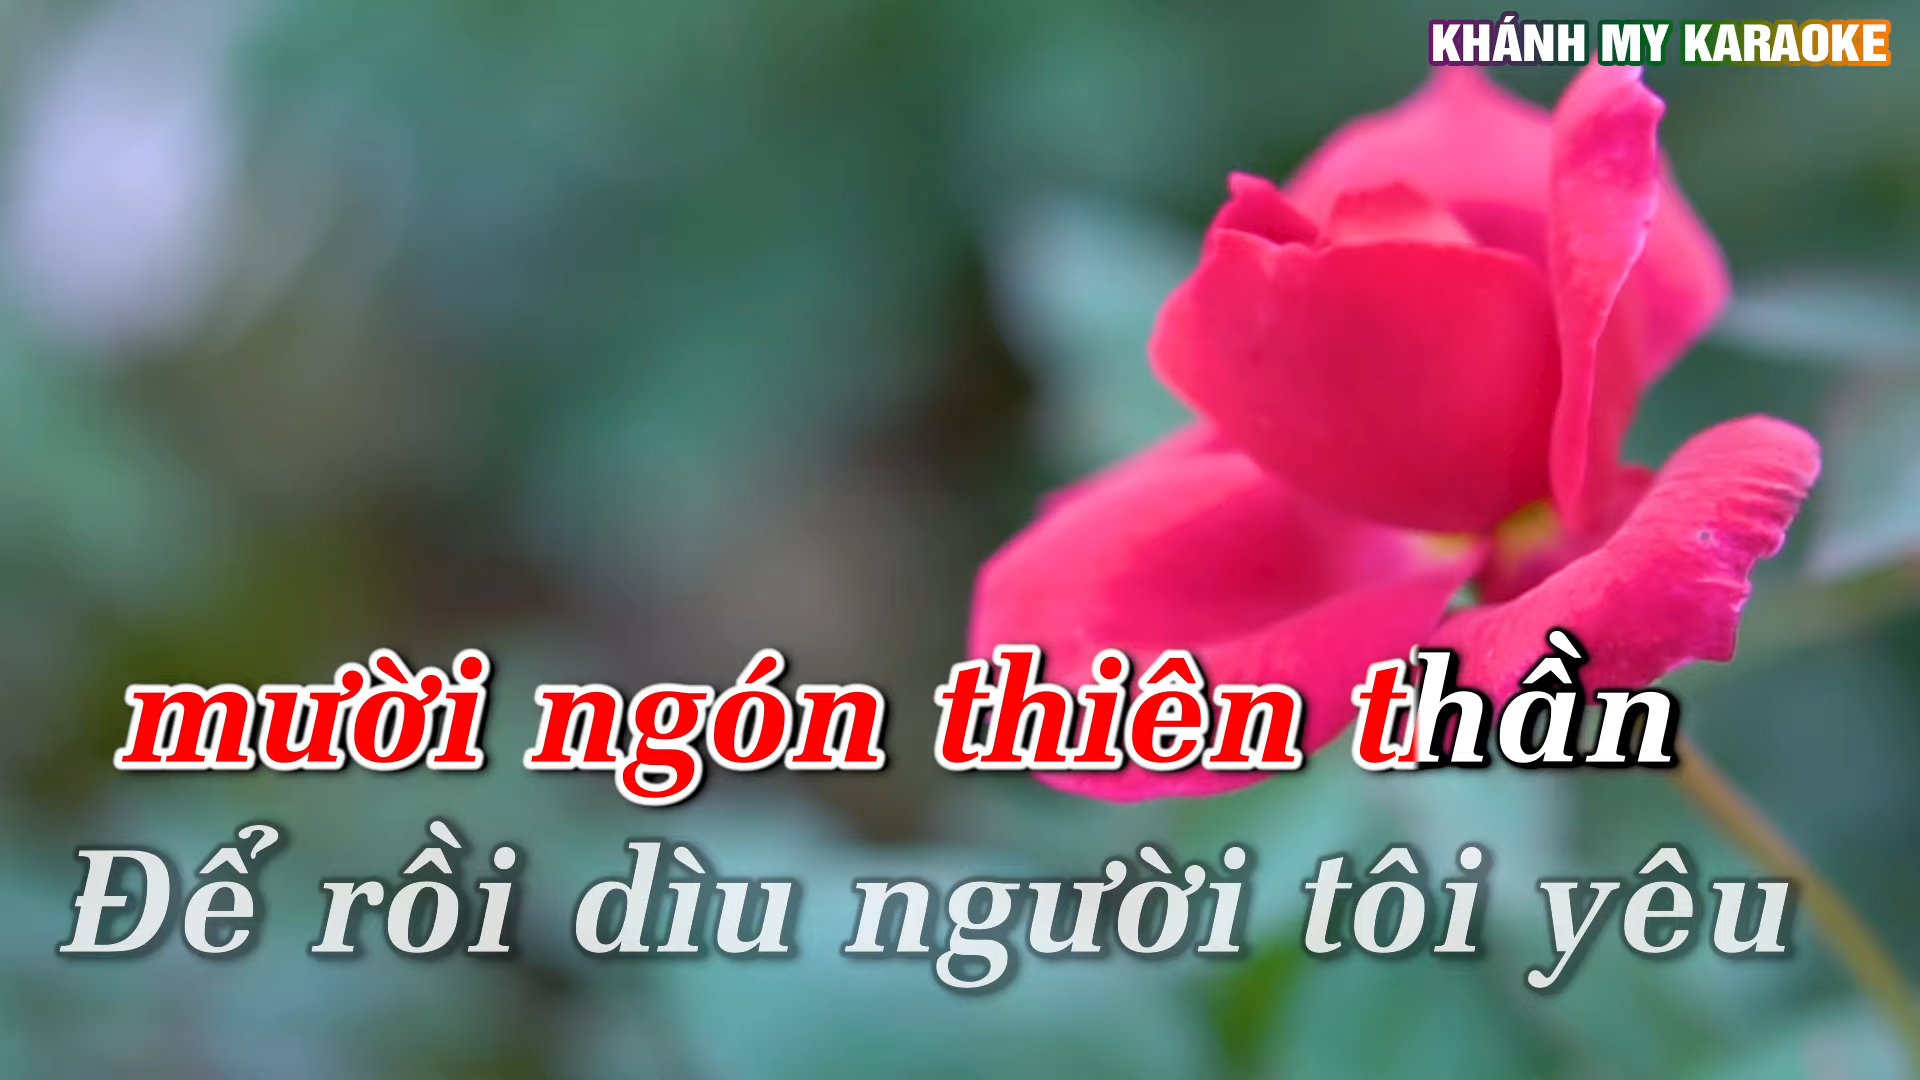 KHÁNH MY KARAOKE
mười ngón thiên thần
Để rồi dìu người tôi yêu